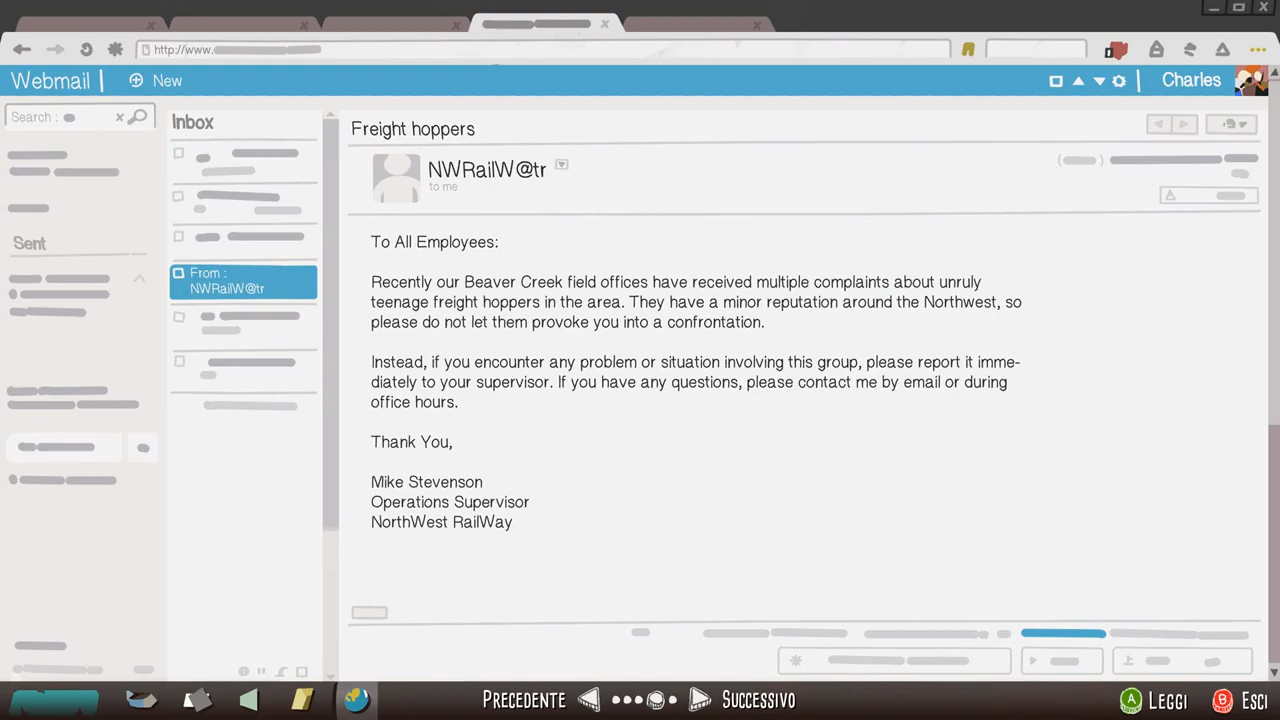 http://www.
Webmail | New
Charles
Search :
Inbox
Freight hoppers
NWRailW@tr
to me
Sent
From :
NWRailW@tr
To All Employees:
Recently our Beaver Creek field offices have received multiple complaints about unruly
teenage freight hoppers in the area. They have a minor reputation around the Northwest, so
please do not let them provoke you into a confrontation.
Instead, if you encounter any problem or situation involving this group, please report it imme-
diately to your supervisor. If you have any questions, please contact me by email or during
office hours.
Thank You,
Mike Stevenson
Operations Supervisor
NorthWest RailWay
PRECEDENTE
SUCCESSIVO
A LEGGI
B ESCI